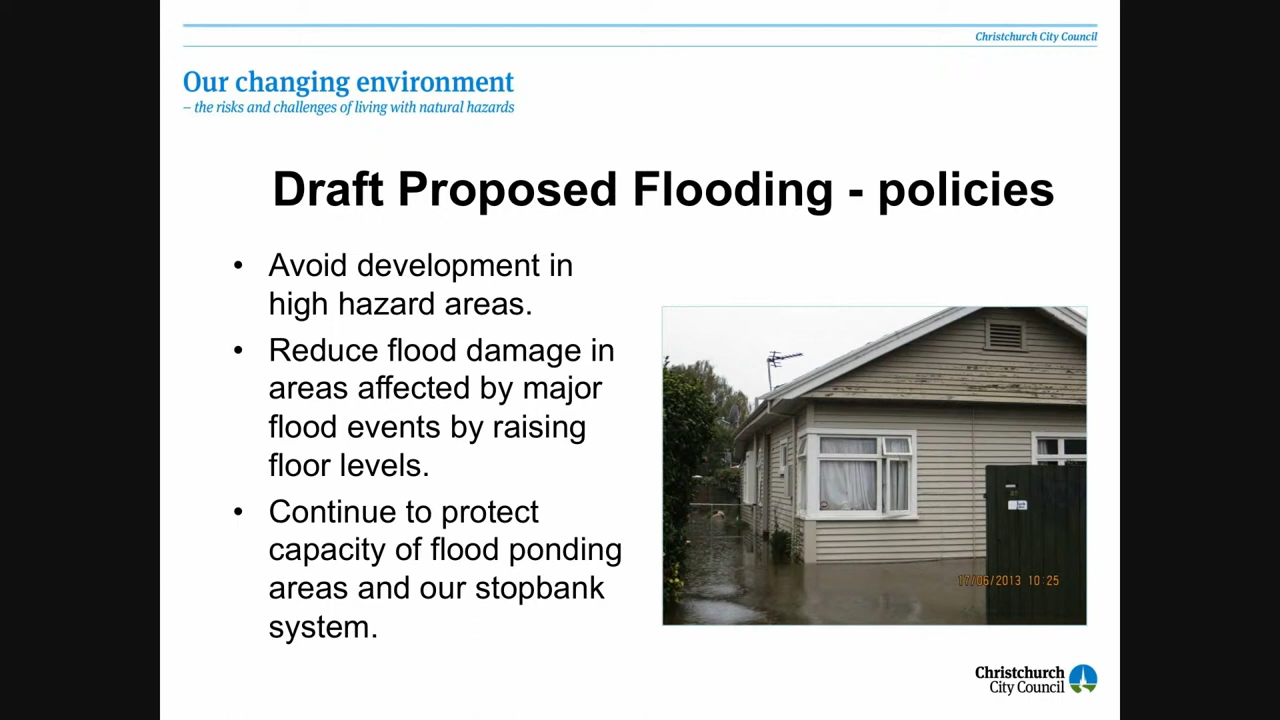 Christchurch City Council
Our changing environment
– the risks and challenges of living with natural hazards
Draft Proposed Flooding - policies
• Avoid development in
high hazard areas.
• Reduce flood damage in
areas affected by major
flood events by raising
floor levels.
• Continue to protect
capacity of flood ponding
areas and our stopbank
system.
17/06/2013 10:25
Christchurch
City Council